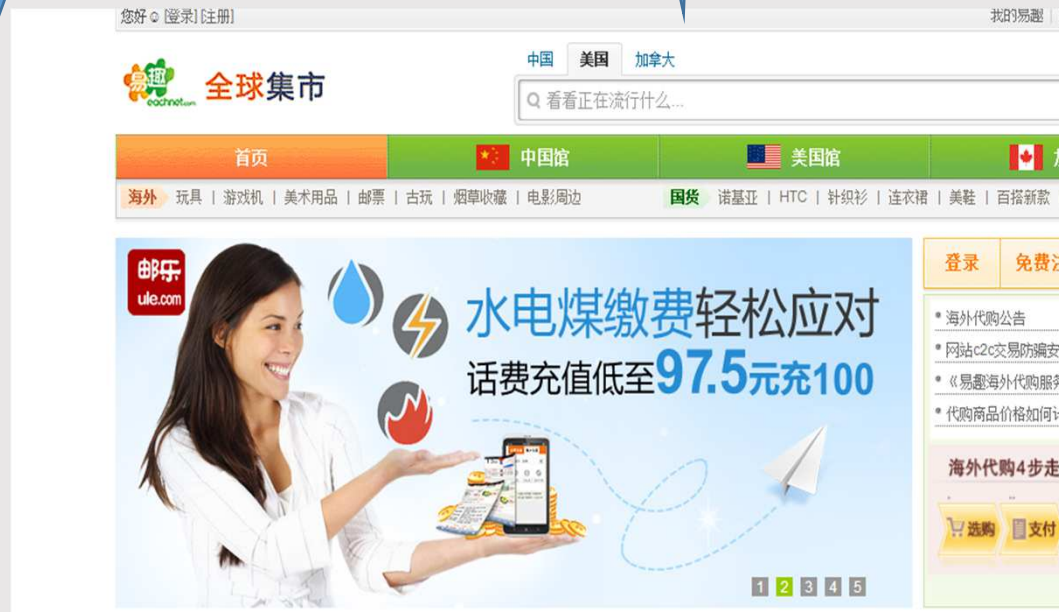 您好☺ [登录] [注册]
我的易趣 |
中国 美国 加拿大
易趣 eachnet.com 全球集市
看看正在流行什么...
首页 中国馆 美国馆
海外 玩具 | 游戏机 | 美术用品 | 邮票 | 古玩 | 烟草收藏 | 电影周边 国货 诺基亚 | HTC | 针织衫 | 连衣裙 | 美鞋 | 百搭新款
邮乐
ule.com
水电煤缴费轻松应对
话费充值低至97.5元充100
1 2 3 4 5
登录 免费
• 海外代购公告
• 网站c2c交易防骗安
• 《易趣海外代购服务
• 代购商品价格如何
海外代购4步走
选购 支付